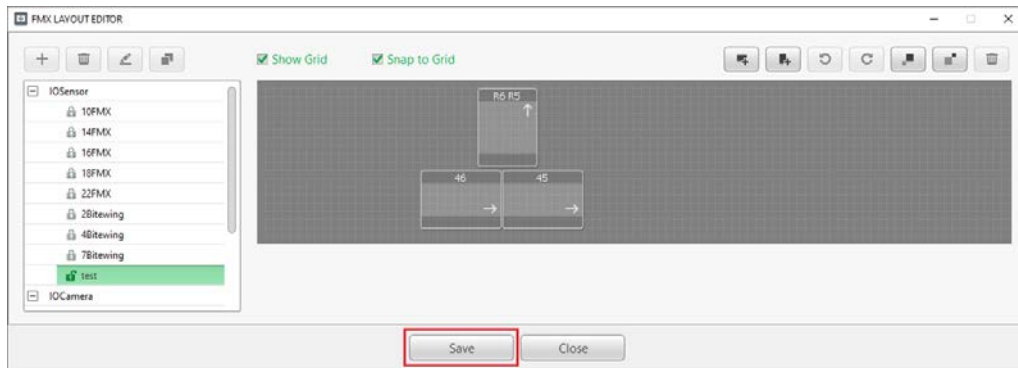 FMX LAYOUT EDITOR
Show Grid
Snap to Grid
IOSensor
10FMX
14FMX
16FMX
18FMX
22FMX
2Bitewing
4Bitewing
7Bitewing
test
IOCamera
R6 R5
46
45
Save
Close